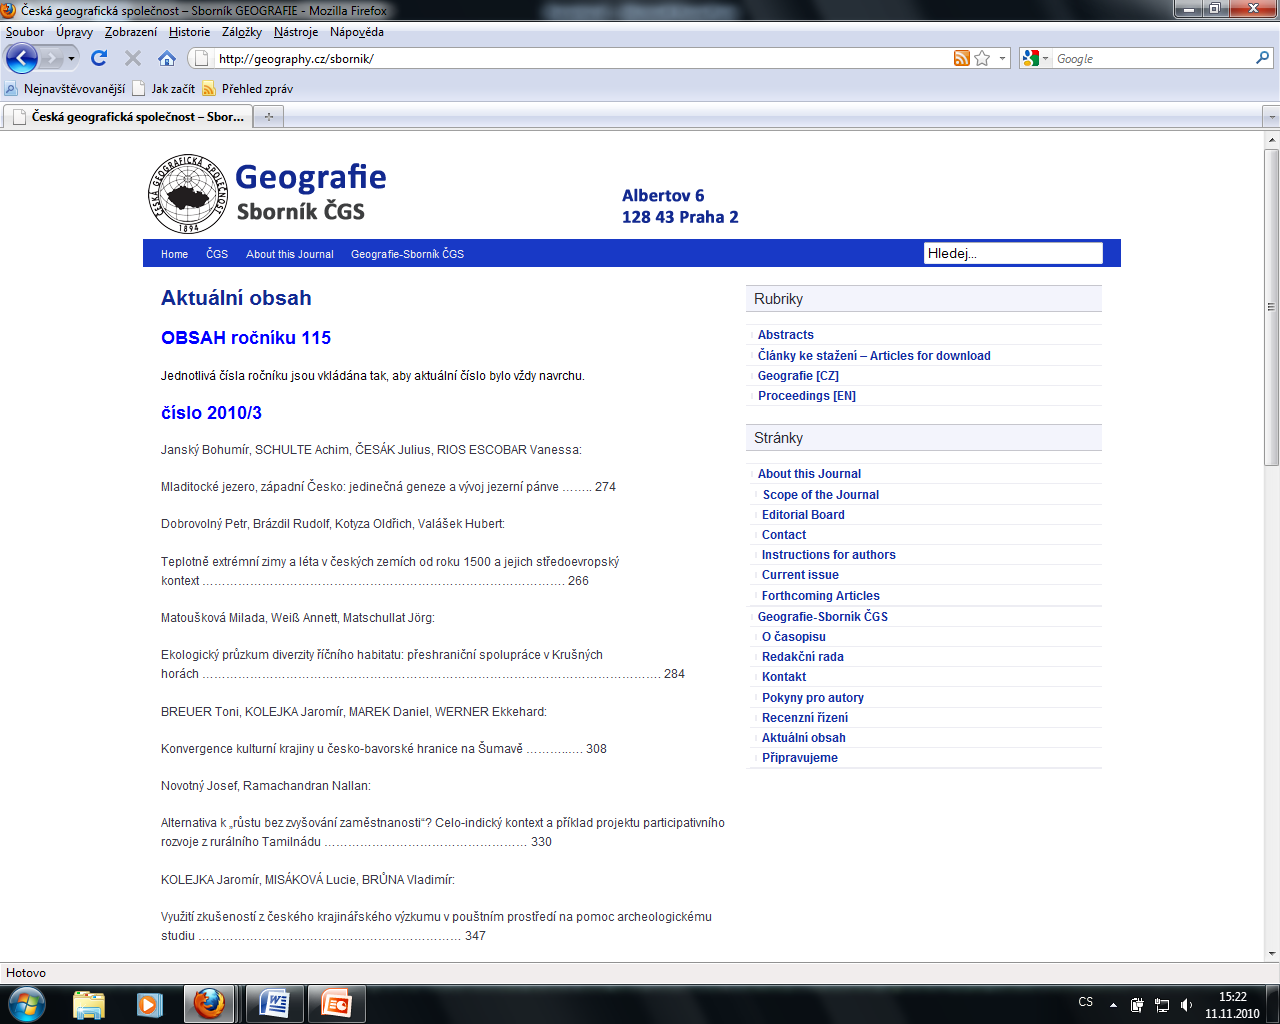 Česká geografická společnost – Sborník GEOGRAFIE - Mozilla Firefox
Soubor Úpravy Zobrazení Historie Záložky Nástroje Nápověda
http://geography.cz/sbornik/
Google
Nejnavštěvovanější Jak začít Přehled zpráv
Česká geografická společnost – Sbor...
ČESKÁ GEOGRAFICKÁ SPOLEČNOST
1894
Geografie
Sborník ČGS
Albertov 6
128 43 Praha 2
Home ČGS About this Journal Geografie-Sborník ČGS
Hledej...
Aktuální obsah
OBSAH ročníku 115
Jednotlivá čísla ročníku jsou vkládána tak, aby aktuální číslo bylo vždy navrchu.
číslo 2010/3
Janský Bohumír, SCHULTE Achim, ČESÁK Julius, RIOS ESCOBAR Vanessa:
Mladitocké jezero, západní Česko: jedinečná geneze a vývoj jezerní pánve …….. 274
Dobrovolný Petr, Brázdil Rudolf, Kotyza Oldřich, Valášek Hubert:
Teplotně extrémní zimy a léta v českých zemích od roku 1500 a jejich středoevropský
kontext ………………………………………………………………………………. 266
Matoušková Milada, Weiß Annett, Matschullat Jörg:
Ekologický průzkum diverzity říčního habitatu: přeshraniční spolupráce v Krušných
horách ……………………………………………………………………………………………………. 284
BREUER Toni, KOLEJKA Jaromír, MAREK Daniel, WERNER Ekkehard:
Konvergence kulturní krajiny u česko-bavorské hranice na Šumavě ………..…. 308
Novotný Josef, Ramachandran Nallan:
Alternativa k „růstu bez zvyšování zaměstnanosti“? Celo-indický kontext a příklad projektu participativního
rozvoje z rurálního Tamilnádu …………………………………………… 330
KOLEJKA Jaromír, MISÁKOVÁ Lucie, BRŮNA Vladimír:
Využití zkušeností z českého krajinářského výzkumu v pouštním prostředí na pomoc archeologickému
studiu ………………………………………………………… 347
Rubriky
Abstracts
Články ke stažení – Articles for download
Geografie [CZ]
Proceedings [EN]
Stránky
About this Journal
Scope of the Journal
Editorial Board
Contact
Instructions for authors
Current issue
Forthcoming Articles
Geografie-Sborník ČGS
O časopisu
Redakční rada
Kontakt
Pokyny pro autory
Recenzní řízení
Aktuální obsah
Připravujeme
Hotovo
CS
15:22
11.11.2010